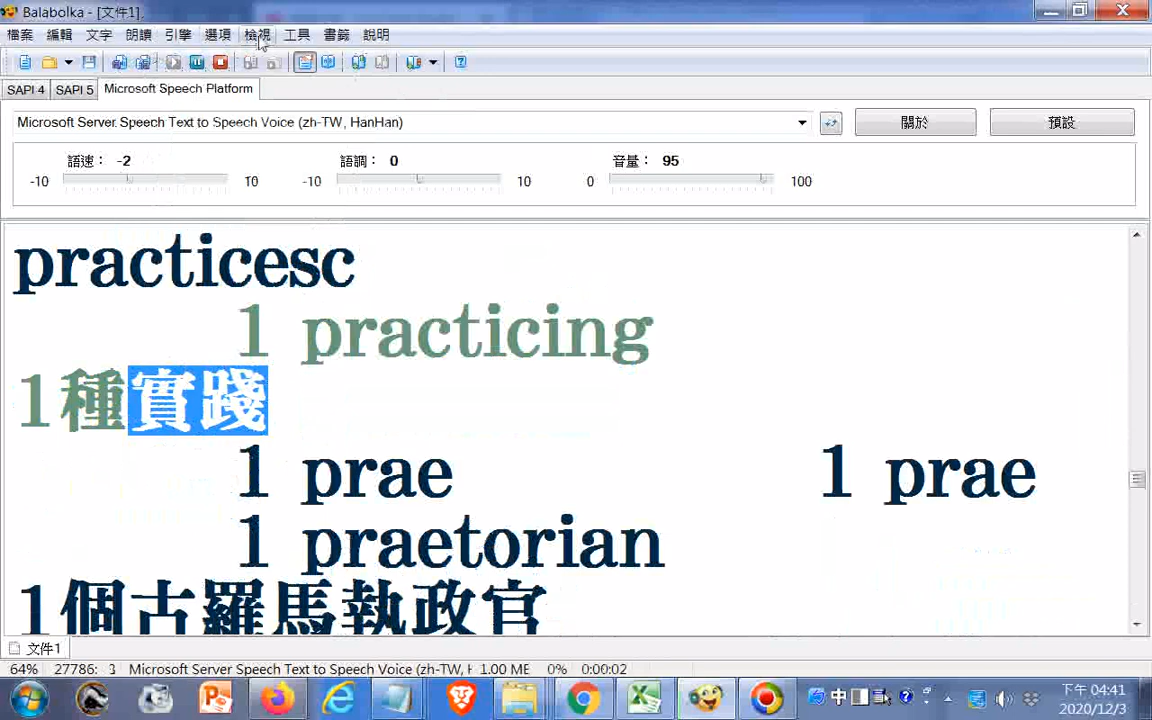 Balabolka - [文件1].
檔案 編輯 文字 朗讀 引擎 選項 檢視 工具 書籤 說明
SAPI 4 SAPI 5 Microsoft Speech Platform
Microsoft Server Speech Text to Speech Voice (zh-TW, HanHan) 關於 預設
語速： -2 語調： 0 音量： 95
-10 10 -10 10 0 100
practicesc
1 practicing
1種實踐
1 prae 1 prae
1 praetorian
1個古羅馬執政官
文件1
64% 27786: 3 Microsoft Server Speech Text to Speech Voice (zh-TW, H 1.00 ME 0% 0:00:02
中 下午 04:41
2020/12/3